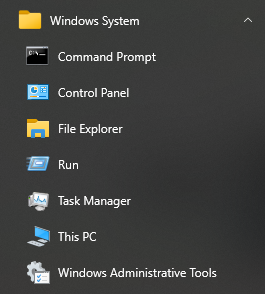 Windows System
Command Prompt
Control Panel
File Explorer
Run
Task Manager
This PC
Windows Administrative Tools